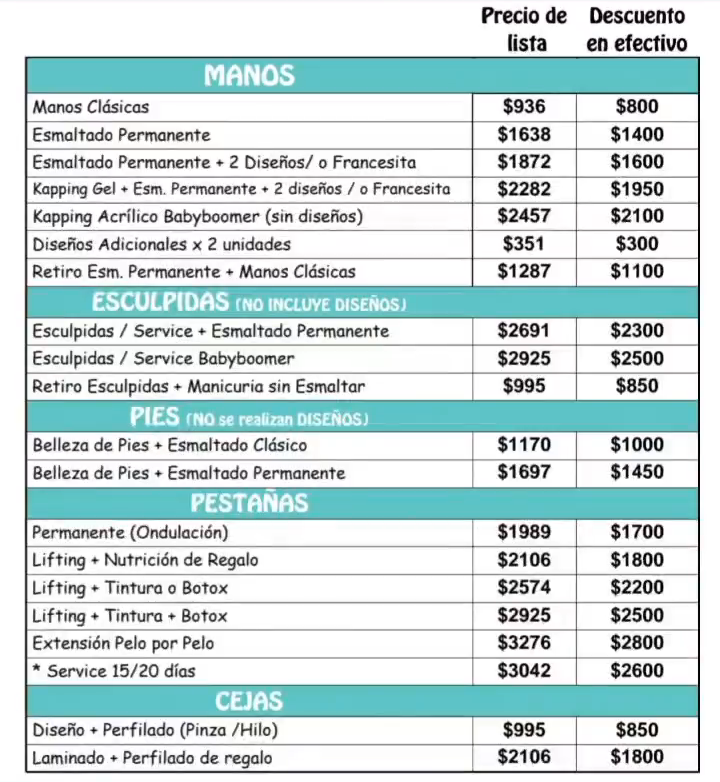 Precio de lista Descuento en efectivo
MANOS
Manos Clásicas $936 $800
Esmaltado Permanente $1638 $1400
Esmaltado Permanente + 2 Diseños/ o Francesita $1872 $1600
Kapping Gel + Esm. Permanente + 2 diseños / o Francesita $2282 $1950
Kapping Acrílico Babyboomer (sin diseños) $2457 $2100
Diseños Adicionales x 2 unidades $351 $300
Retiro Esm. Permanente + Manos Clásicas $1287 $1100
ESCULPIDAS (NO INCLUYE DISEÑOS)
Esculpidas / Service + Esmaltado Permanente $2691 $2300
Esculpidas / Service Babyboomer $2925 $2500
Retiro Esculpidas + Manicuria sin Esmaltar $995 $850
PIES (NO se realizan DISEÑOS)
Belleza de Pies + Esmaltado Clásico $1170 $1000
Belleza de Pies + Esmaltado Permanente $1697 $1450
PESTAÑAS
Permanente (Ondulación) $1989 $1700
Lifting + Nutrición de Regalo $2106 $1800
Lifting + Tintura o Botox $2574 $2200
Lifting + Tintura + Botox $2925 $2500
Extensión Pelo por Pelo $3276 $2800
* Service 15/20 días $3042 $2600
CEJAS
Diseño + Perfilado (Pinza /Hilo) $995 $850
Laminado + Perfilado de regalo $2106 $1800